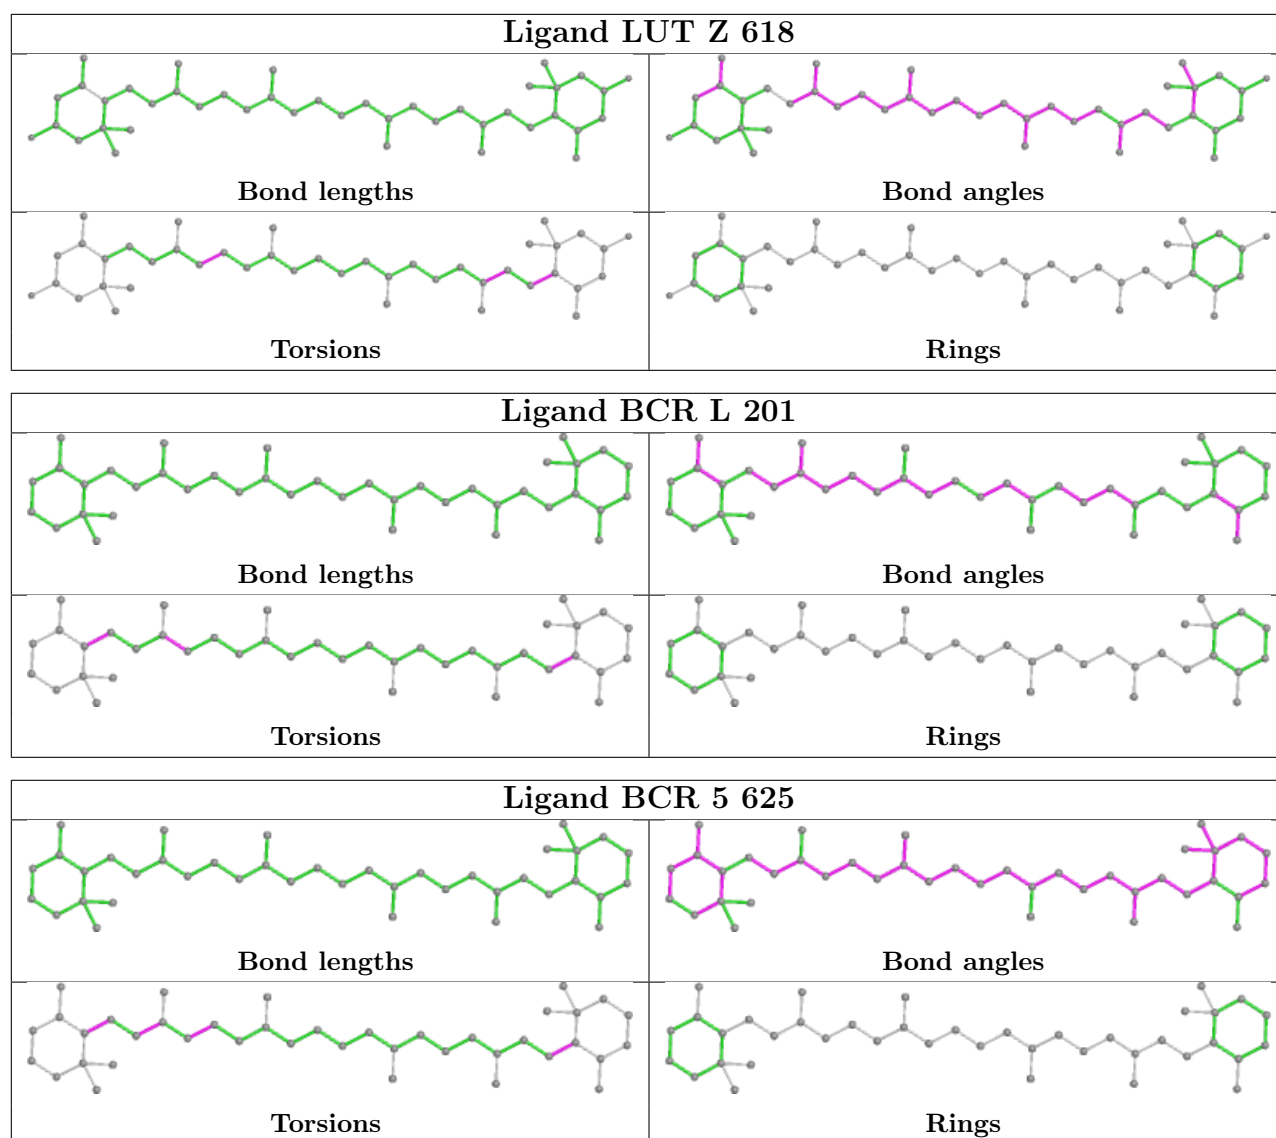 Ligand LUT Z 618
Bond lengths
Bond angles
Torsions
Rings
Ligand BCR L 201
Bond lengths
Bond angles
Torsions
Rings
Ligand BCR 5 625
Bond lengths
Bond angles
Torsions
Rings